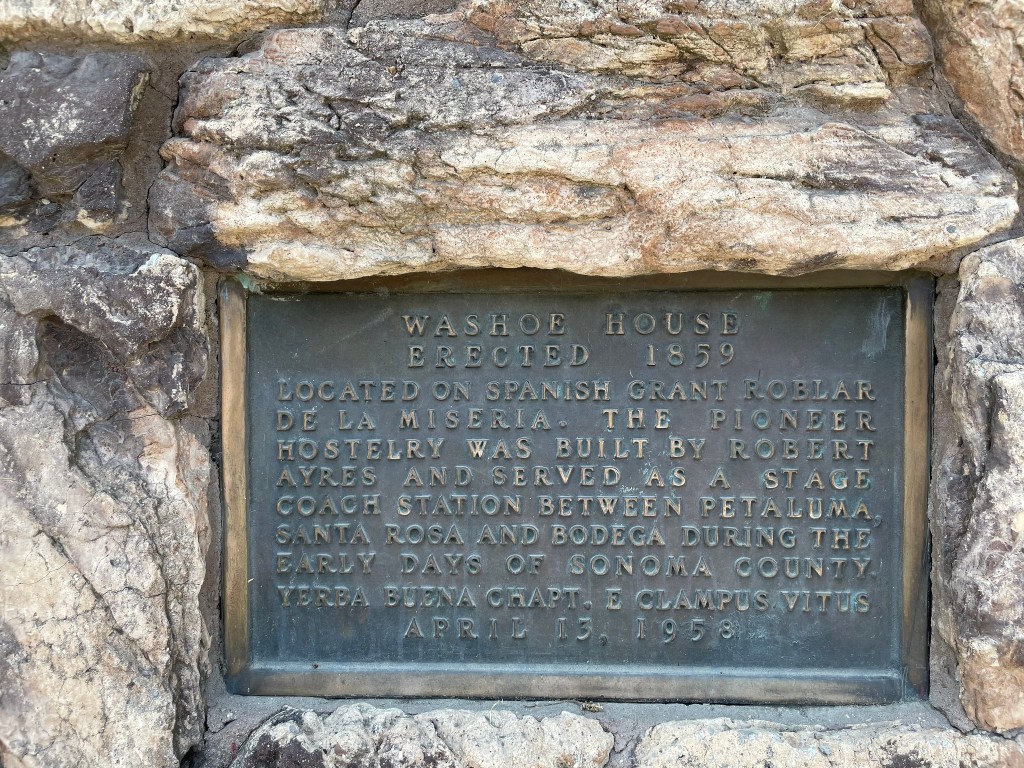 WASHOE HOUSE
ERECTED 1859
LOCATED ON SPANISH GRANT ROBLAR
DE LA MISERIA. THE PIONEER
HOSTELRY WAS BUILT BY ROBERT
AYRES AND SERVED AS A STAGE
COACH STATION BETWEEN PETALUMA,
SANTA ROSA AND BODEGA DURING THE
EARLY DAYS OF SONOMA COUNTY.
YERBA BUENA CHAPT. E CLAMPUS VITUS
APRIL 13, 1958